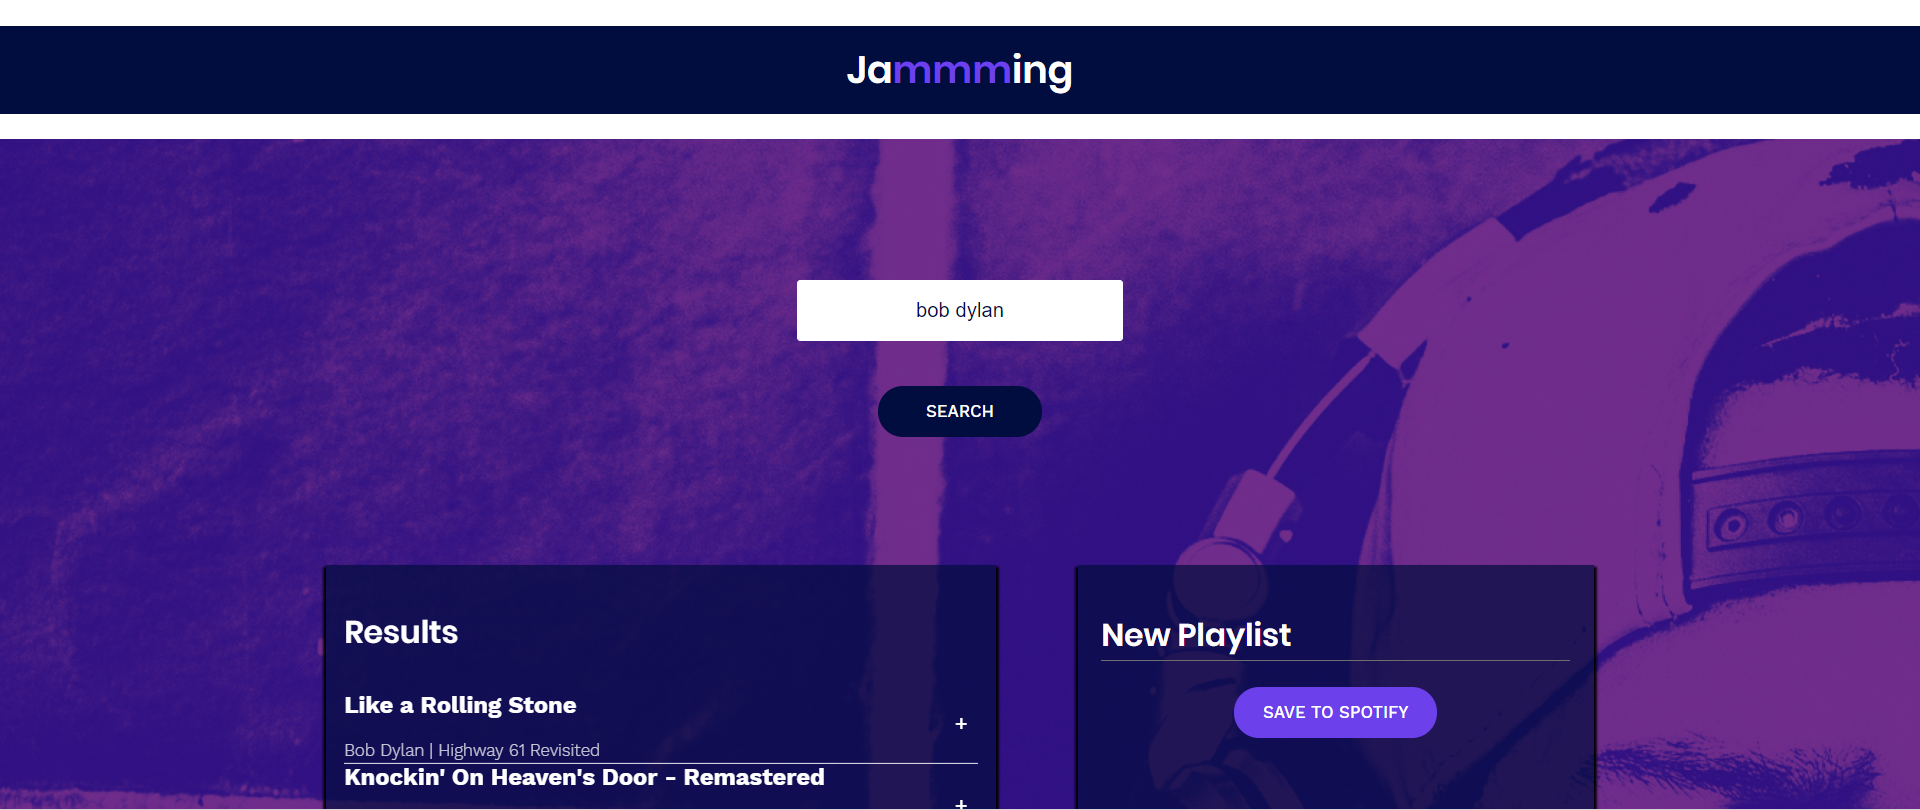 Jammming
bob dylan
SEARCH
Results
Like a Rolling Stone
+
Bob Dylan | Highway 61 Revisited
Knockin' On Heaven's Door - Remastered
+
New Playlist
SAVE TO SPOTIFY